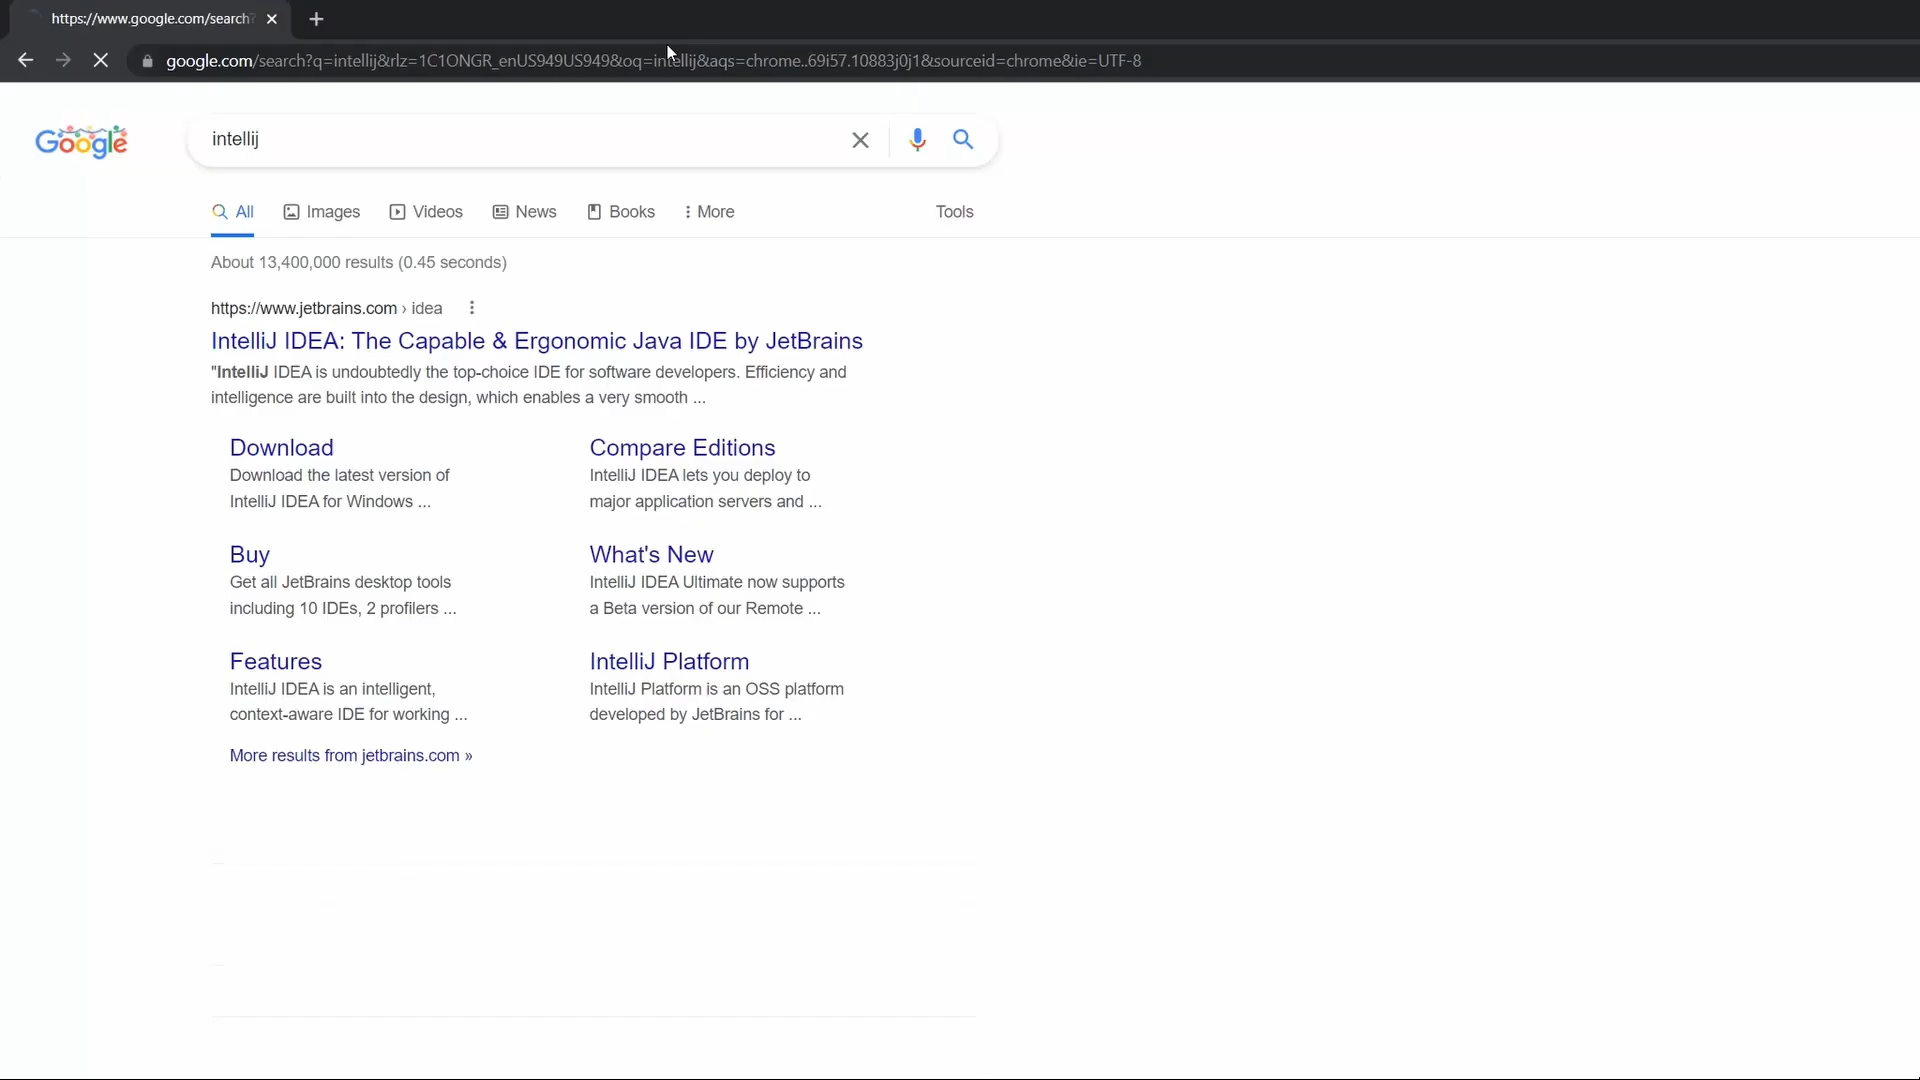 https://www.google.com/search?
google.com/search?q=intellij&rlz=1C1ONGR_enUS949US949&oq=intellij&aqs=chrome..69i57.10883j0j1&sourceid=chrome&ie=UTF-8
Google
intellij
All Images Videos News Books More Tools
About 13,400,000 results (0.45 seconds)
https://www.jetbrains.com › idea
IntelliJ IDEA: The Capable & Ergonomic Java IDE by JetBrains
"IntelliJ IDEA is undoubtedly the top-choice IDE for software developers. Efficiency and
intelligence are built into the design, which enables a very smooth ...
Download
Download the latest version of
IntelliJ IDEA for Windows ...
Compare Editions
IntelliJ IDEA lets you deploy to
major application servers and ...
Buy
Get all JetBrains desktop tools
including 10 IDEs, 2 profilers ...
What's New
IntelliJ IDEA Ultimate now supports
a Beta version of our Remote ...
Features
IntelliJ IDEA is an intelligent,
context-aware IDE for working ...
IntelliJ Platform
IntelliJ Platform is an OSS platform
developed by JetBrains for ...
More results from jetbrains.com »